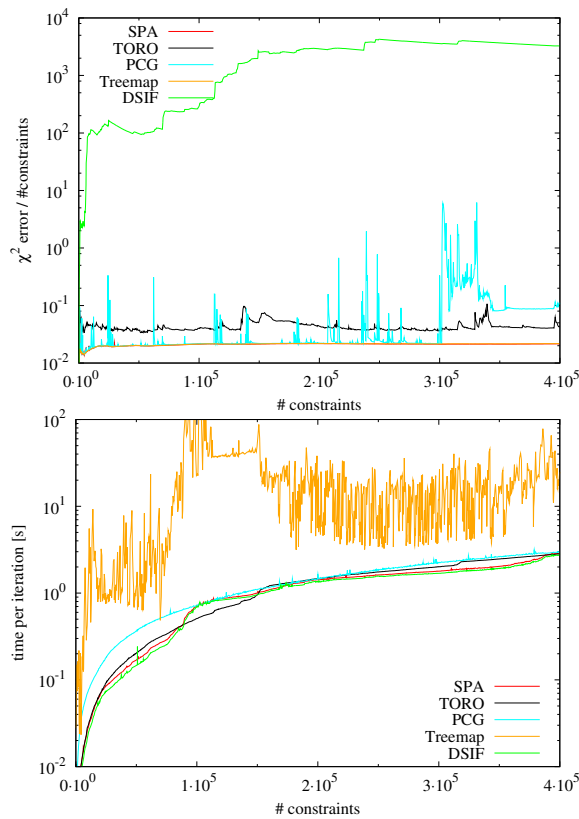 SPA
TORO
PCG
Treemap
DSIF
10^4
10^3
10^2
10^1
10^0
10^-1
10^-2
χ^2 error / #constraints
0·10^0 1·10^5 2·10^5 3·10^5 4·10^5
# constraints
10^2
10^1
10^0
10^-1
10^-2
time per iteration [s]
SPA
TORO
PCG
Treemap
DSIF
0·10^0 1·10^5 2·10^5 3·10^5 4·10^5
# constraints